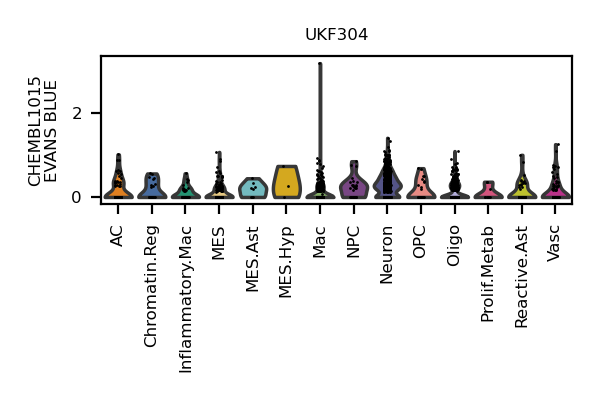 UKF304
CHEMBL1015
EVANS BLUE
2
0
AC
Chromatin.Reg
Inflammatory.Mac
MES
MES.Ast
MES.Hyp
Mac
NPC
Neuron
OPC
Oligo
Prolif.Metab
Reactive.Ast
Vasc